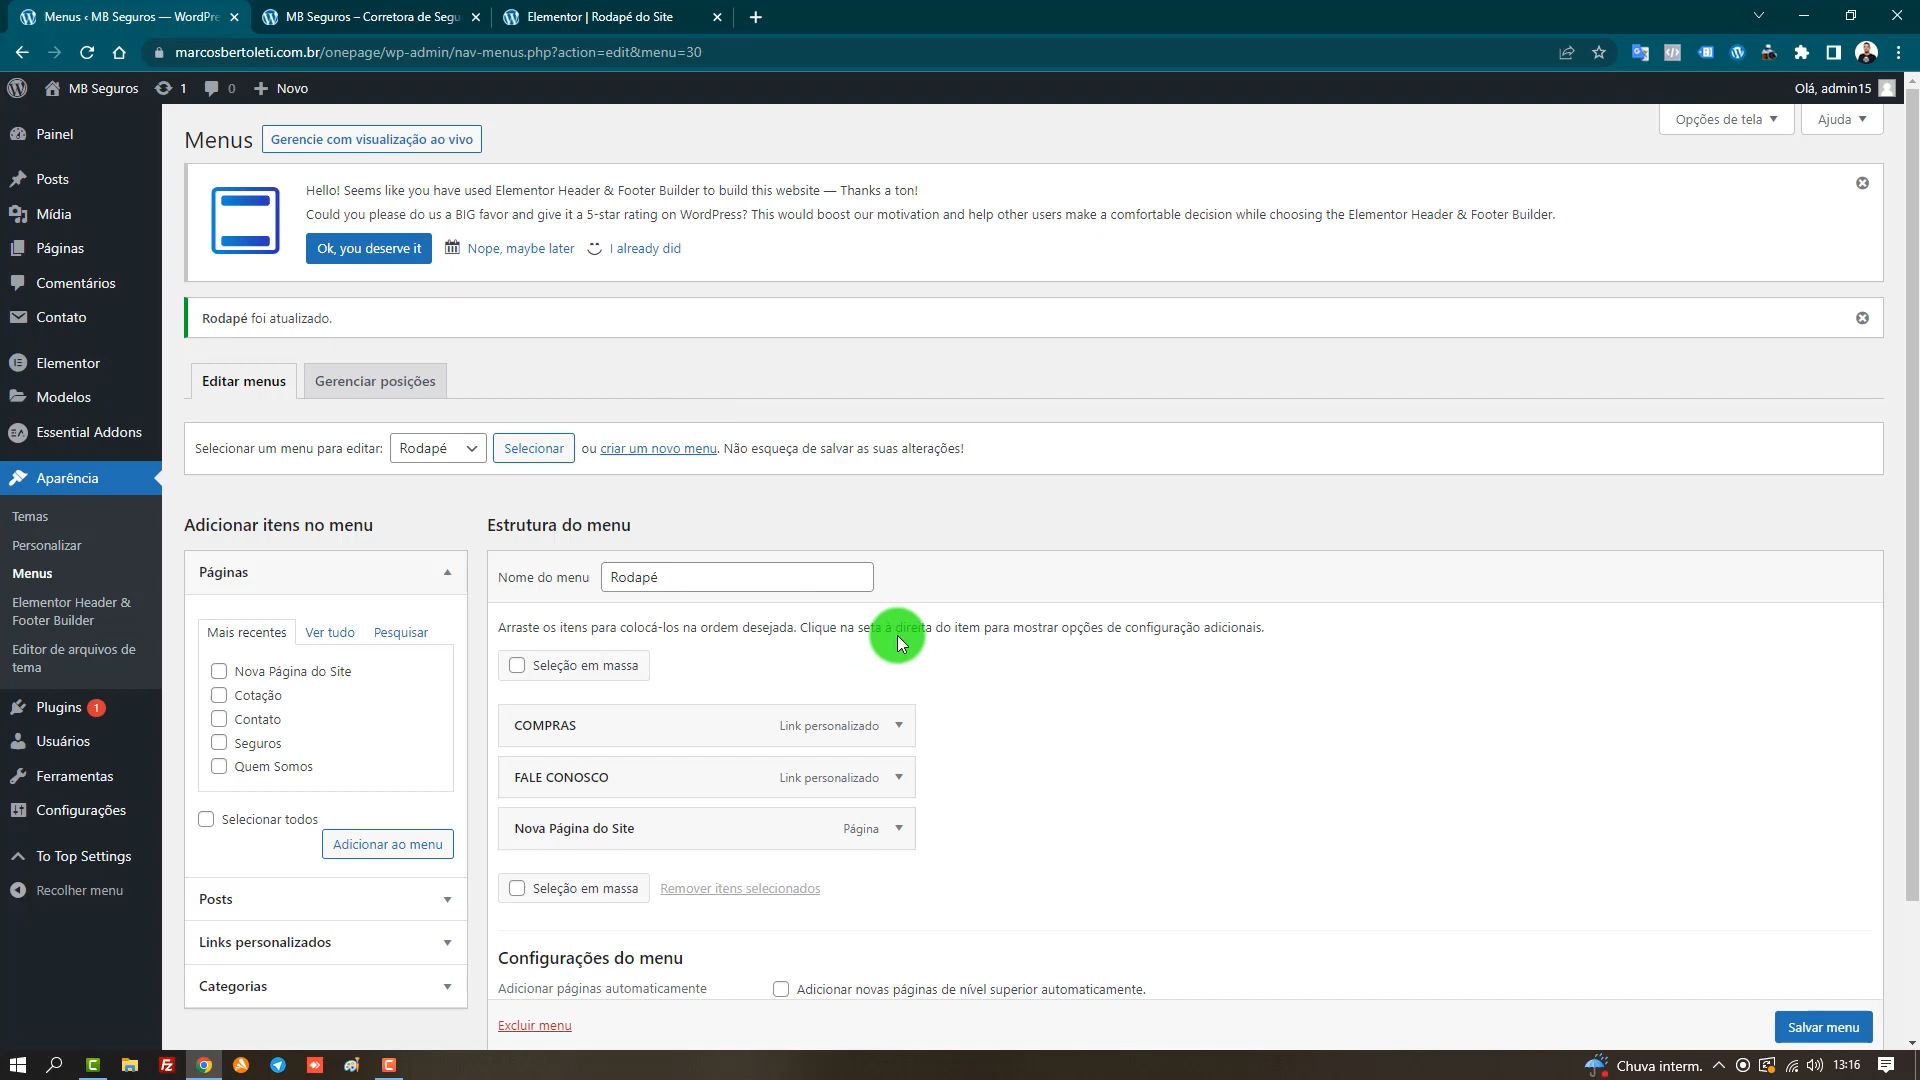 Menus ‹ MB Seguros — WordPre
MB Seguros – Corretora de Segu
Elementor | Rodapé do Site
marcosbertoleti.com.br/onepage/wp-admin/nav-menus.php?action=edit&menu=30
MB Seguros
1
0
Novo
Olá, admin15
Painel
Posts
Mídia
Páginas
Comentários
Contato
Elementor
Modelos
Essential Addons
Aparência
Temas
Personalizar
Menus
Elementor Header &
Footer Builder
Editor de arquivos de
tema
Plugins 1
Usuários
Ferramentas
Configurações
To Top Settings
Recolher menu
Opções de tela
Ajuda
Menus
Gerencie com visualização ao vivo
Hello! Seems like you have used Elementor Header & Footer Builder to build this website — Thanks a ton!
Could you please do us a BIG favor and give it a 5-star rating on WordPress? This would boost our motivation and help other users make a comfortable decision while choosing the Elementor Header & Footer Builder.
Ok, you deserve it
Nope, maybe later
I already did
Rodapé foi atualizado.
Editar menus
Gerenciar posições
Selecionar um menu para editar: Rodapé Selecionar ou criar um novo menu. Não esqueça de salvar as suas alterações!
Adicionar itens no menu
Páginas
Mais recentes
Ver tudo
Pesquisar
Nova Página do Site
Cotação
Contato
Seguros
Quem Somos
Selecionar todos
Adicionar ao menu
Posts
Links personalizados
Categorias
Estrutura do menu
Nome do menu Rodapé
Arraste os itens para colocá-los na ordem desejada. Clique na seta à direita do item para mostrar opções de configuração adicionais.
Seleção em massa
COMPRAS Link personalizado
FALE CONOSCO Link personalizado
Nova Página do Site Página
Seleção em massa Remover itens selecionados
Configurações do menu
Adicionar páginas automaticamente
Adicionar novas páginas de nível superior automaticamente.
Excluir menu
Salvar menu
Chuva interm.
13:16